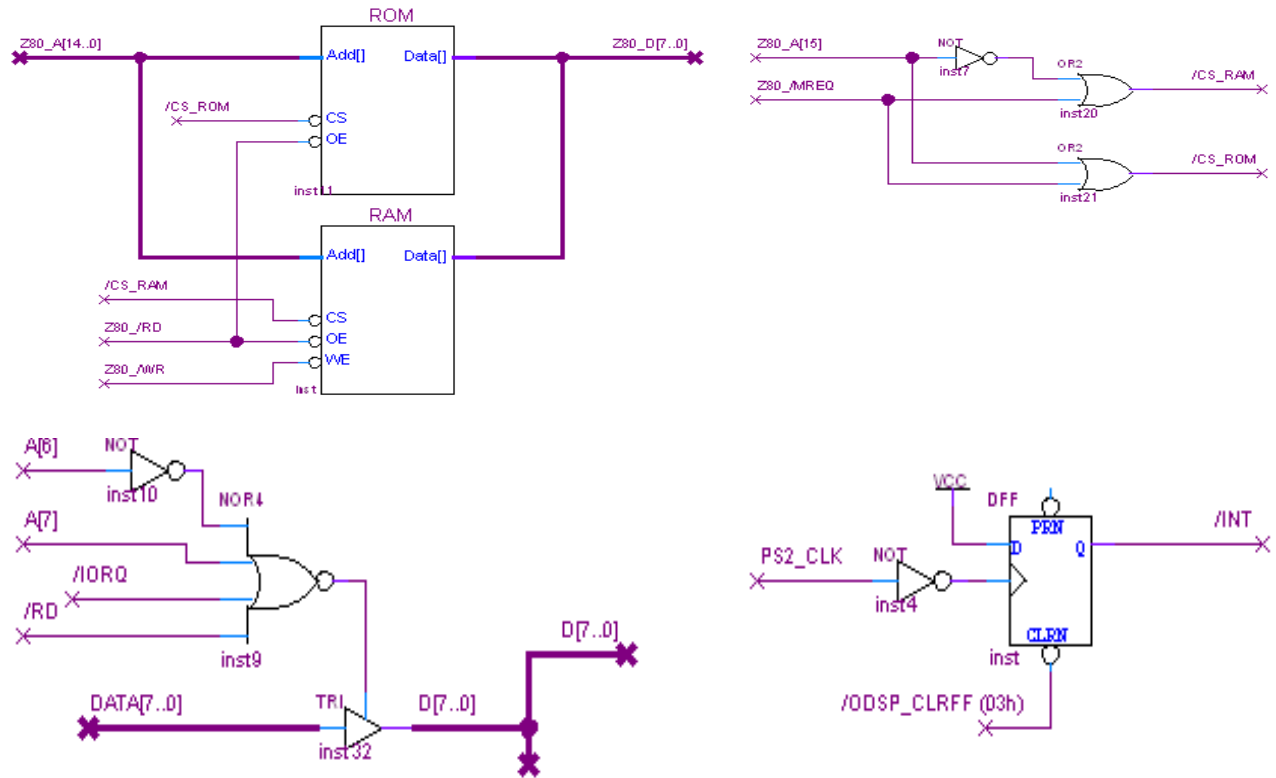 ROM
Z80_A[14..0]
Add[]
Data[]
Z80_D[7..0]
/CS_ROM
CS
OE
inst11
RAM
Add[]
Data[]
/CS_RAM
CS
Z80_/RD
OE
Z80_/WR
WE
inst
Z80_A[15]
NOT
inst7
OR2
/CS_RAM
Z80_/MREQ
inst20
OR2
/CS_ROM
inst21
A[6]
NOT
inst10
NOR4
A[7]
/IORQ
/RD
inst9
D[7..0]
DATA[7..0]
TRI
D[7..0]
inst32
VCC
DFF
PRN
/INT
D
Q
PS2_CLK
NOT
inst4
CLRN
inst
/ODSP_CLRFF (03h)